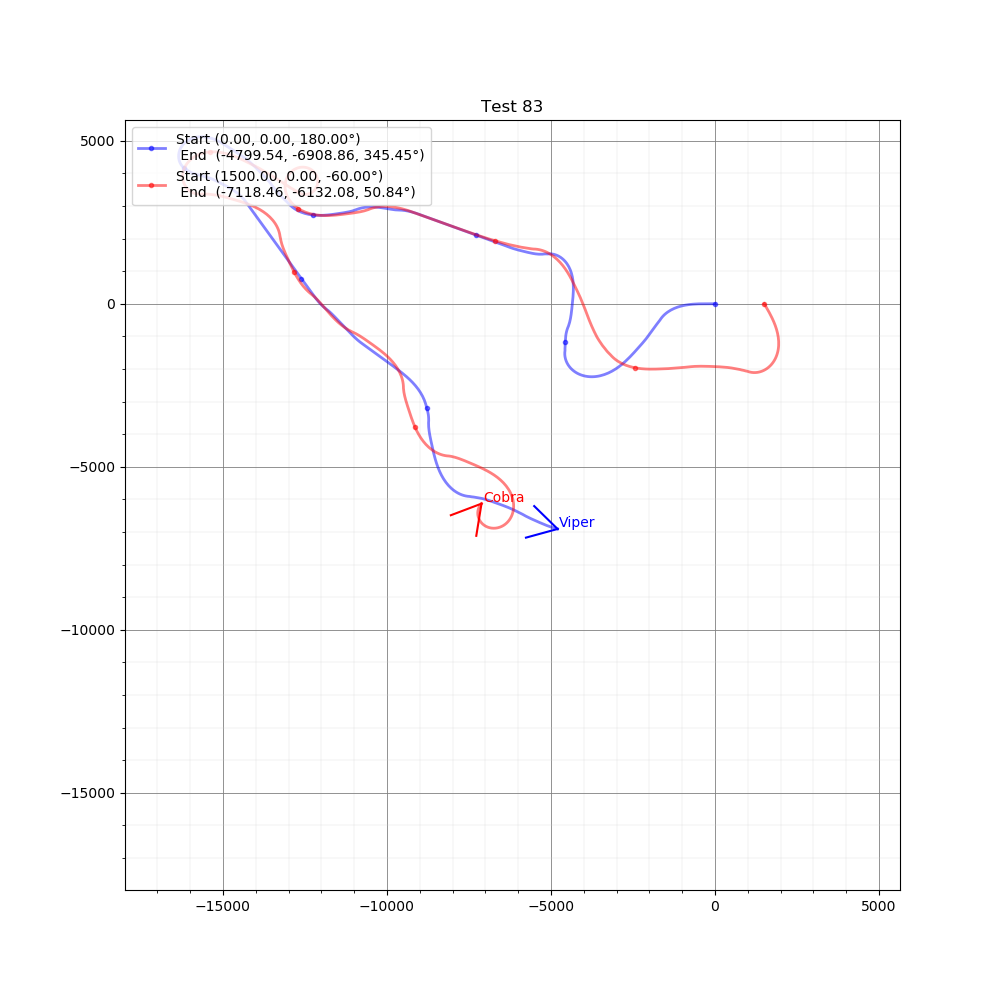 Test 83
Start (0.00, 0.00, 180.00°)
End (-4799.54, -6908.86, 345.45°)
Start (1500.00, 0.00, -60.00°)
End (-7118.46, -6132.08, 50.84°)
5000
0
−5000
−10000
−15000
Cobra
Viper
−15000
−10000
−5000
0
5000